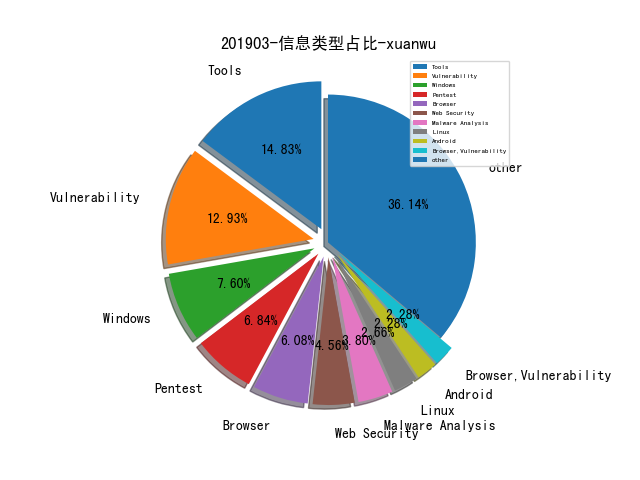 201903-信息类型占比-xuanwu
Tools
Vulnerability
Windows
Pentest
Browser
Web Security
Malware Analysis
Linux
Android
Browser,Vulnerability
other
Tools
14.83%
other
36.14%
Vulnerability
12.93%
Windows
7.60%
Pentest
6.84%
Browser
6.08%
Web Security
4.56%
Malware Analysis
3.80%
Linux
2.66%
Android
2.28%
Browser,Vulnerability
2.28%